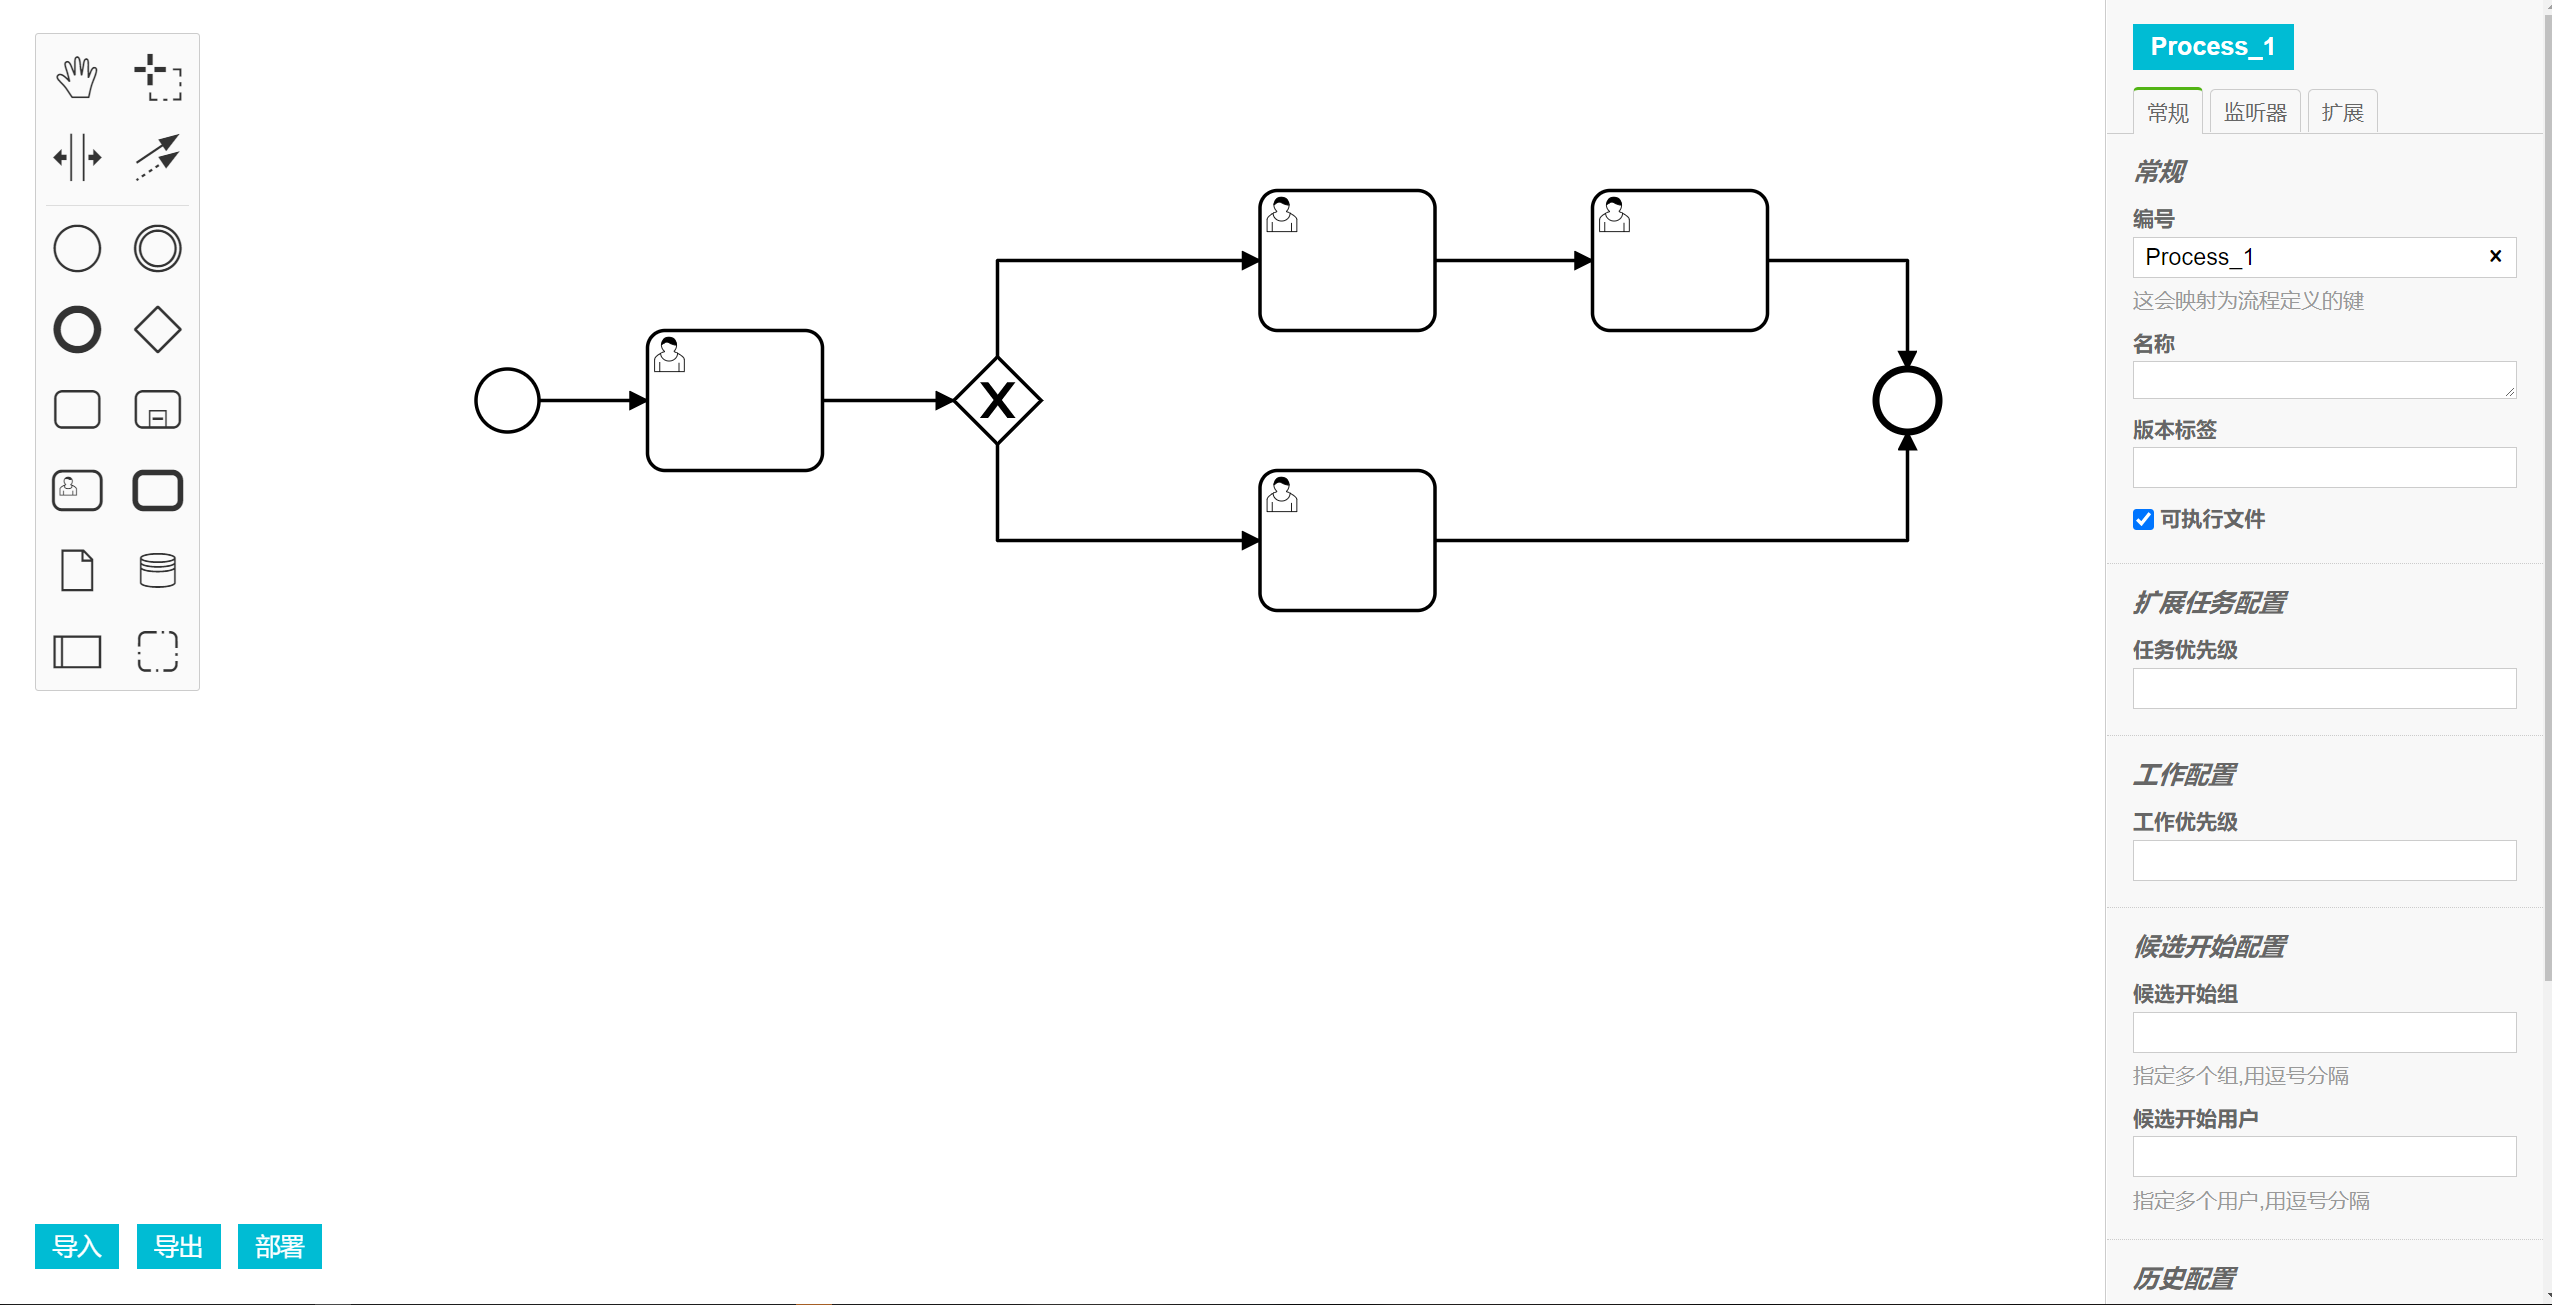 Process_1
常规
监听器
扩展
常规
编号
Process_1
这会映射为流程定义的键
名称
版本标签
可执行文件
扩展任务配置
任务优先级
工作配置
工作优先级
候选开始配置
候选开始组
指定多个组,用逗号分隔
候选开始用户
指定多个用户,用逗号分隔
历史配置
导入
导出
部署